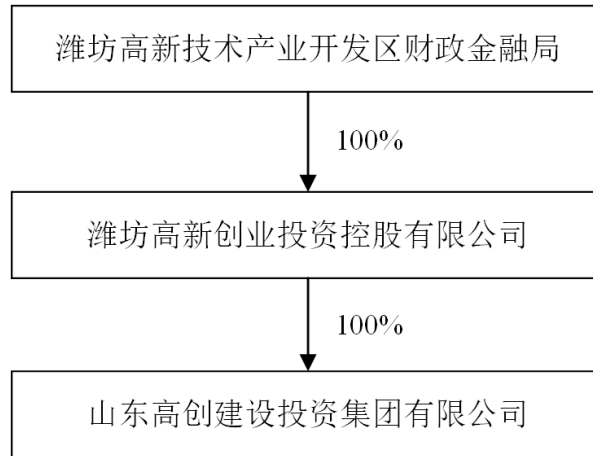 潍坊高新技术产业开发区财政金融局
100%
潍坊高新创业投资控股有限公司
100%
山东高创建设投资集团有限公司